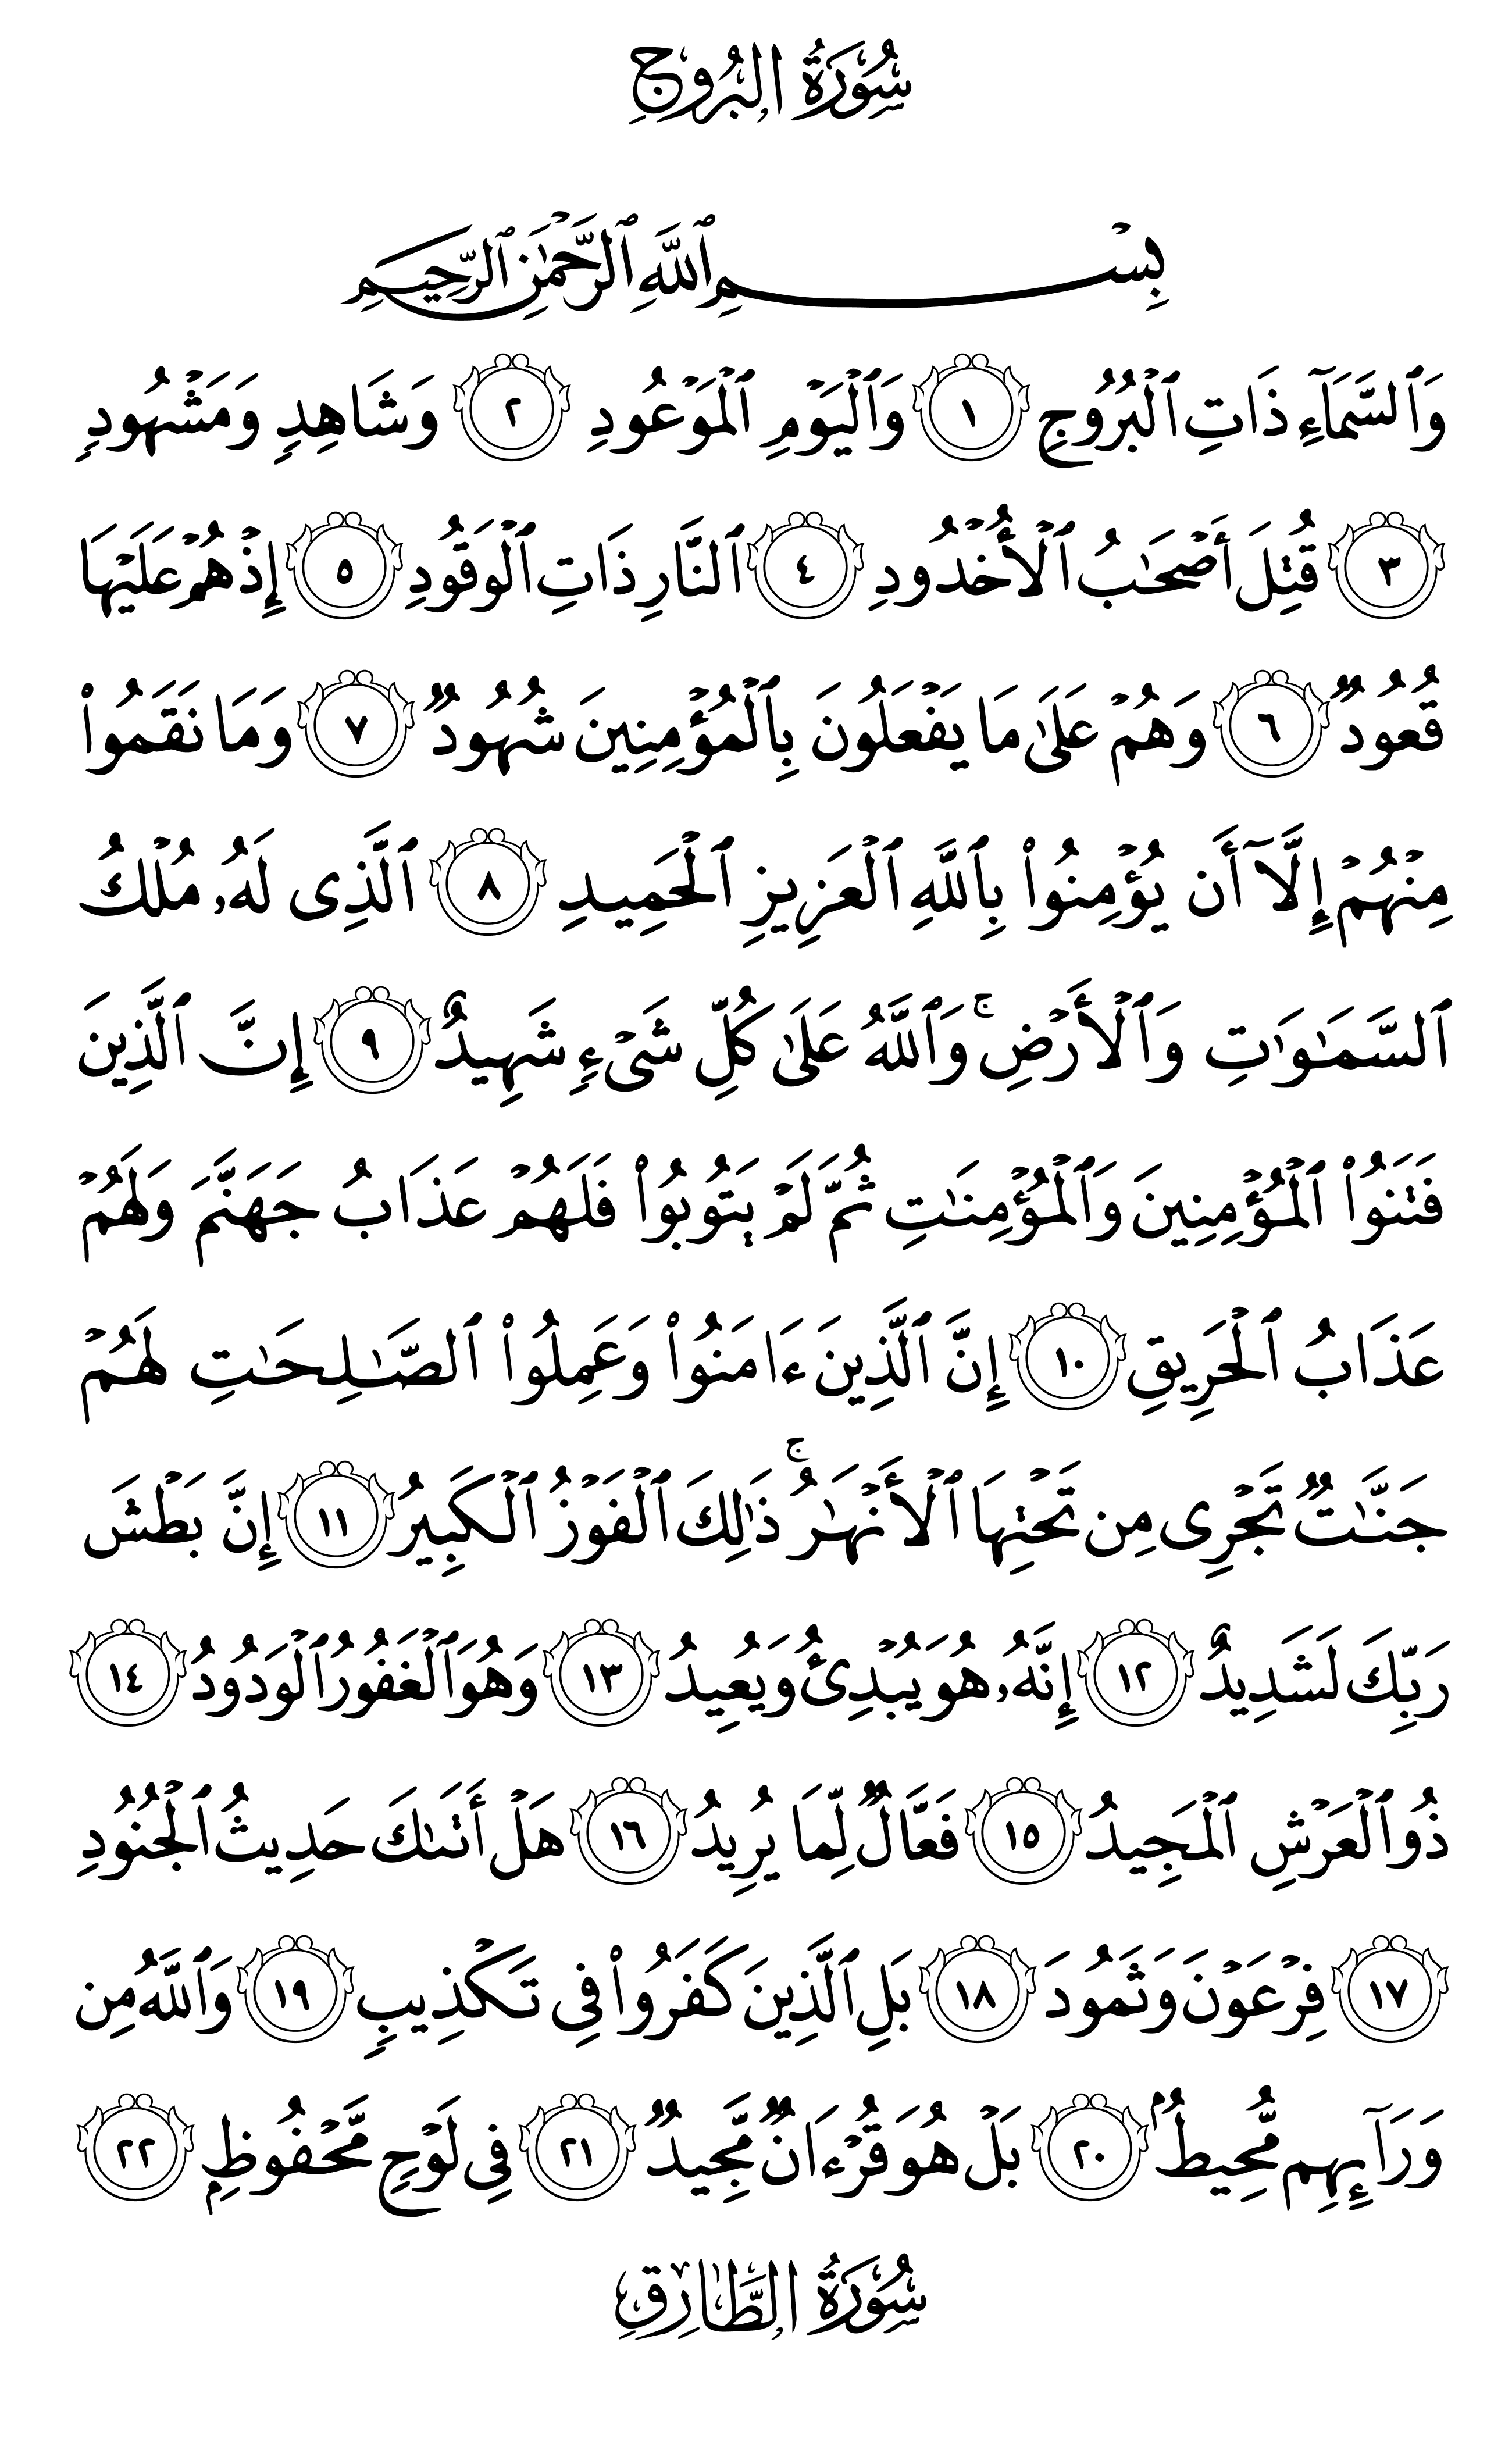 سُورَةُ البُرُوجِ
بِسْمِ ٱللَّهِ ٱلرَّحْمَٰنِ ٱلرَّحِيمِ
وَٱلسَّمَآءِ ذَاتِ ٱلْبُرُوجِ ١ وَٱلْيَوْمِ ٱلْمَوْعُودِ ٢ وَشَاهِدٍ وَمَشْهُودٍ
٣ قُتِلَ أَصْحَٰبُ ٱلْأُخْدُودِ ٤ ٱلنَّارِ ذَاتِ ٱلْوَقُودِ ٥ إِذْ هُمْ عَلَيْهَا
قُعُودٌ ٦ وَهُمْ عَلَىٰ مَا يَفْعَلُونَ بِٱلْمُؤْمِنِينَ شُهُودٌ ٧ وَمَا نَقَمُوا۟
مِنْهُمْ إِلَّآ أَن يُؤْمِنُوا۟ بِٱللَّهِ ٱلْعَزِيزِ ٱلْحَمِيدِ ٨ ٱلَّذِى لَهُۥ مُلْكُ
ٱلسَّمَٰوَٰتِ وَٱلْأَرْضِ ۚ وَٱللَّهُ عَلَىٰ كُلِّ شَىْءٍ شَهِيدٌ ٩ إِنَّ ٱلَّذِينَ
فَتَنُوا۟ ٱلْمُؤْمِنِينَ وَٱلْمُؤْمِنَٰتِ ثُمَّ لَمْ يَتُوبُوا۟ فَلَهُمْ عَذَابُ جَهَنَّمَ وَلَهُمْ
عَذَابُ ٱلْحَرِيقِ ١٠ إِنَّ ٱلَّذِينَ ءَامَنُوا۟ وَعَمِلُوا۟ ٱلصَّٰلِحَٰتِ لَهُمْ
جَنَّٰتٌ تَجْرِى مِن تَحْتِهَا ٱلْأَنْهَٰرُ ۚ ذَٰلِكَ ٱلْفَوْزُ ٱلْكَبِيرُ ١١ إِنَّ بَطْشَ
رَبِّكَ لَشَدِيدٌ ١٢ إِنَّهُۥ هُوَ يُبْدِئُ وَيُعِيدُ ١٣ وَهُوَ ٱلْغَفُورُ ٱلْوَدُودُ ١٤
ذُو ٱلْعَرْشِ ٱلْمَجِيدُ ١٥ فَعَّالٌ لِّمَا يُرِيدُ ١٦ هَلْ أَتَىٰكَ حَدِيثُ ٱلْجُنُودِ
١٧ فِرْعَوْنَ وَثَمُودَ ١٨ بَلِ ٱلَّذِينَ كَفَرُوا۟ فِى تَكْذِيبٍ ١٩ وَٱللَّهُ مِن
وَرَآئِهِم مُّحِيطٌۢ ٢٠ بَلْ هُوَ قُرْءَانٌ مَّجِيدٌ ٢١ فِى لَوْحٍ مَّحْفُوظٍۭ ٢٢
سُورَةُ الطَّارِقِ